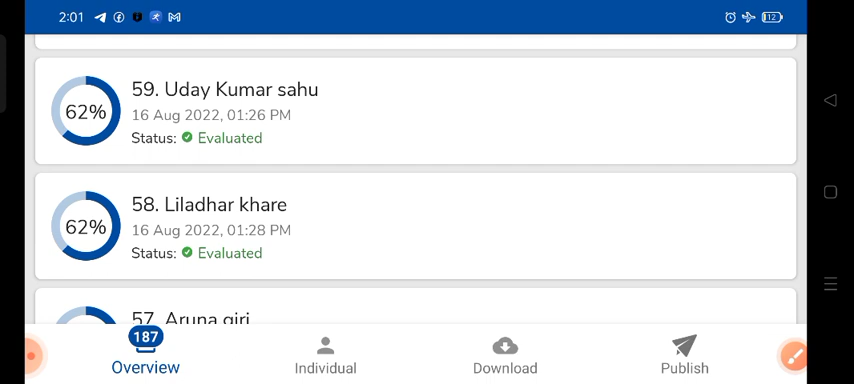 2:01
12
59. Uday Kumar sahu
62%
16 Aug 2022, 01:26 PM
Status: Evaluated
58. Liladhar khare
62%
16 Aug 2022, 01:28 PM
Status: Evaluated
57. Aruna giri
187
Overview
Individual
Download
Publish